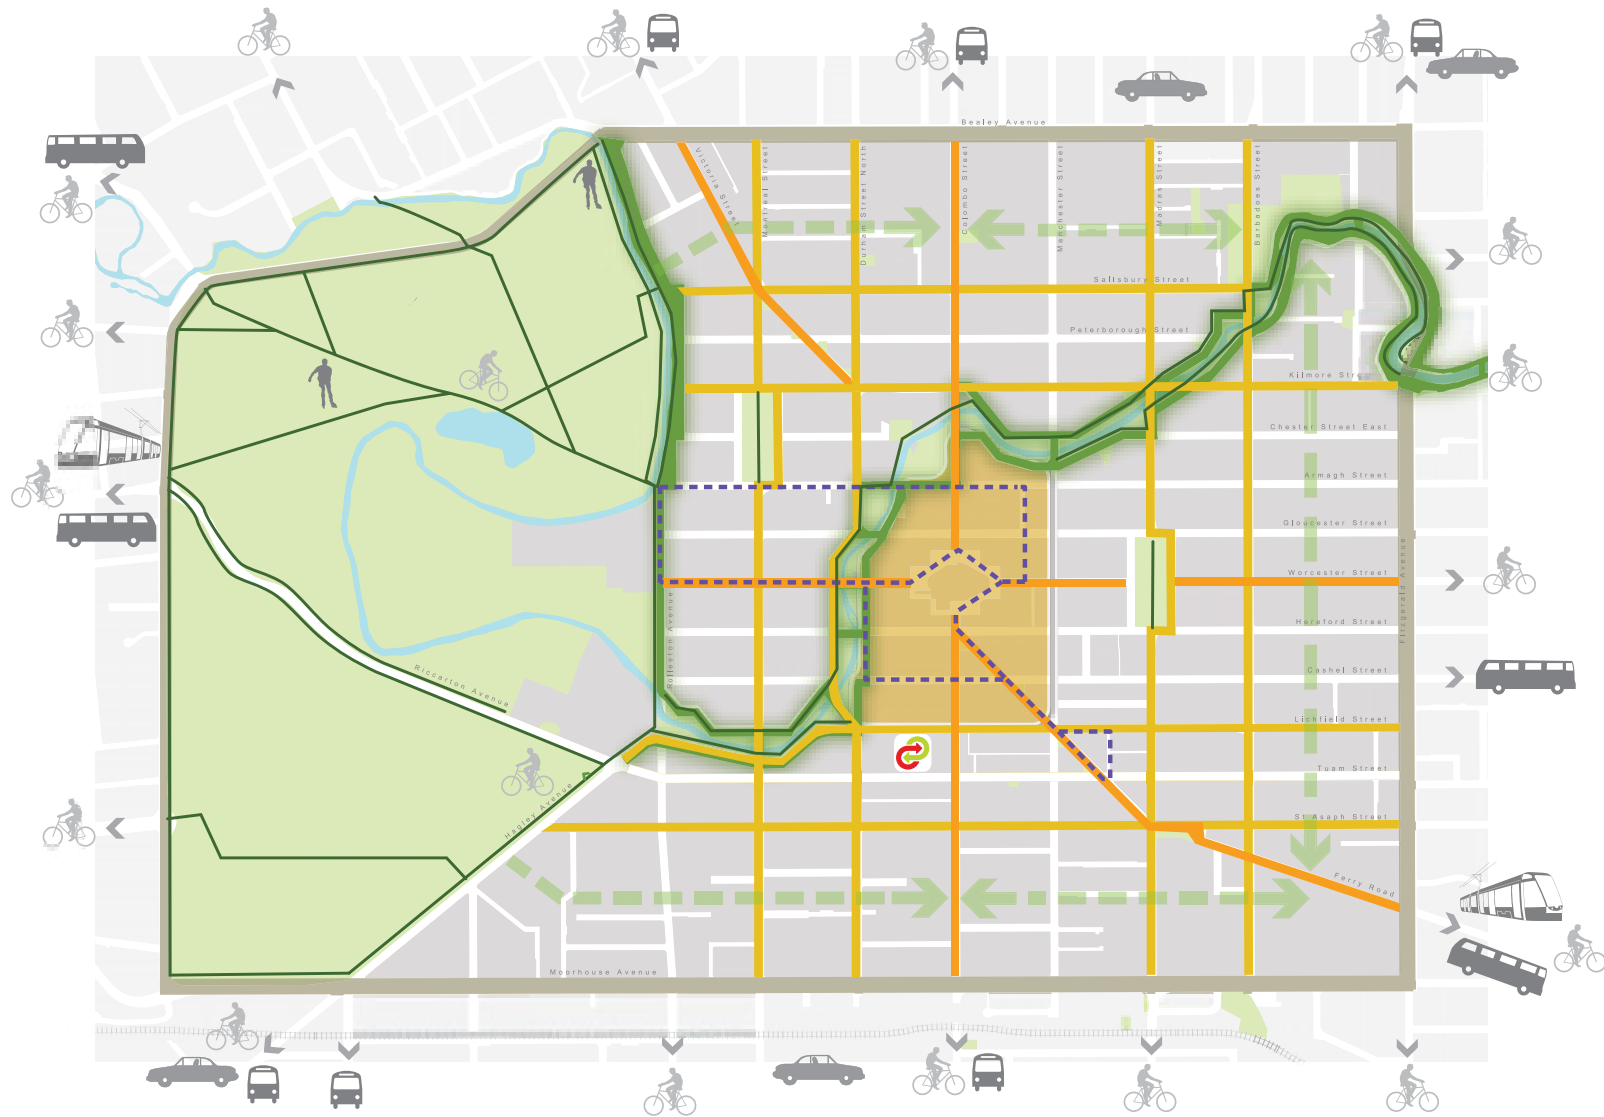 Bealey Avenue
Victoria Street
Montreal Street
Durham Street North
Colombo Street
Manchester Street
Madras Street
Barbadoes Street
Salisbury Street
Peterborough Street
Kilmore Stre
Chester Street East
Armagh Street
Gloucester Street
Worcester Street
Hereford Street
Cashel Street
Lichfield Street
Tuam Street
St Asaph Street
Ferry Road
Fitzgerald Avenue
Rolleston Avenue
Riccarton Avenue
Hagley Avenue
Moorhouse Avenue